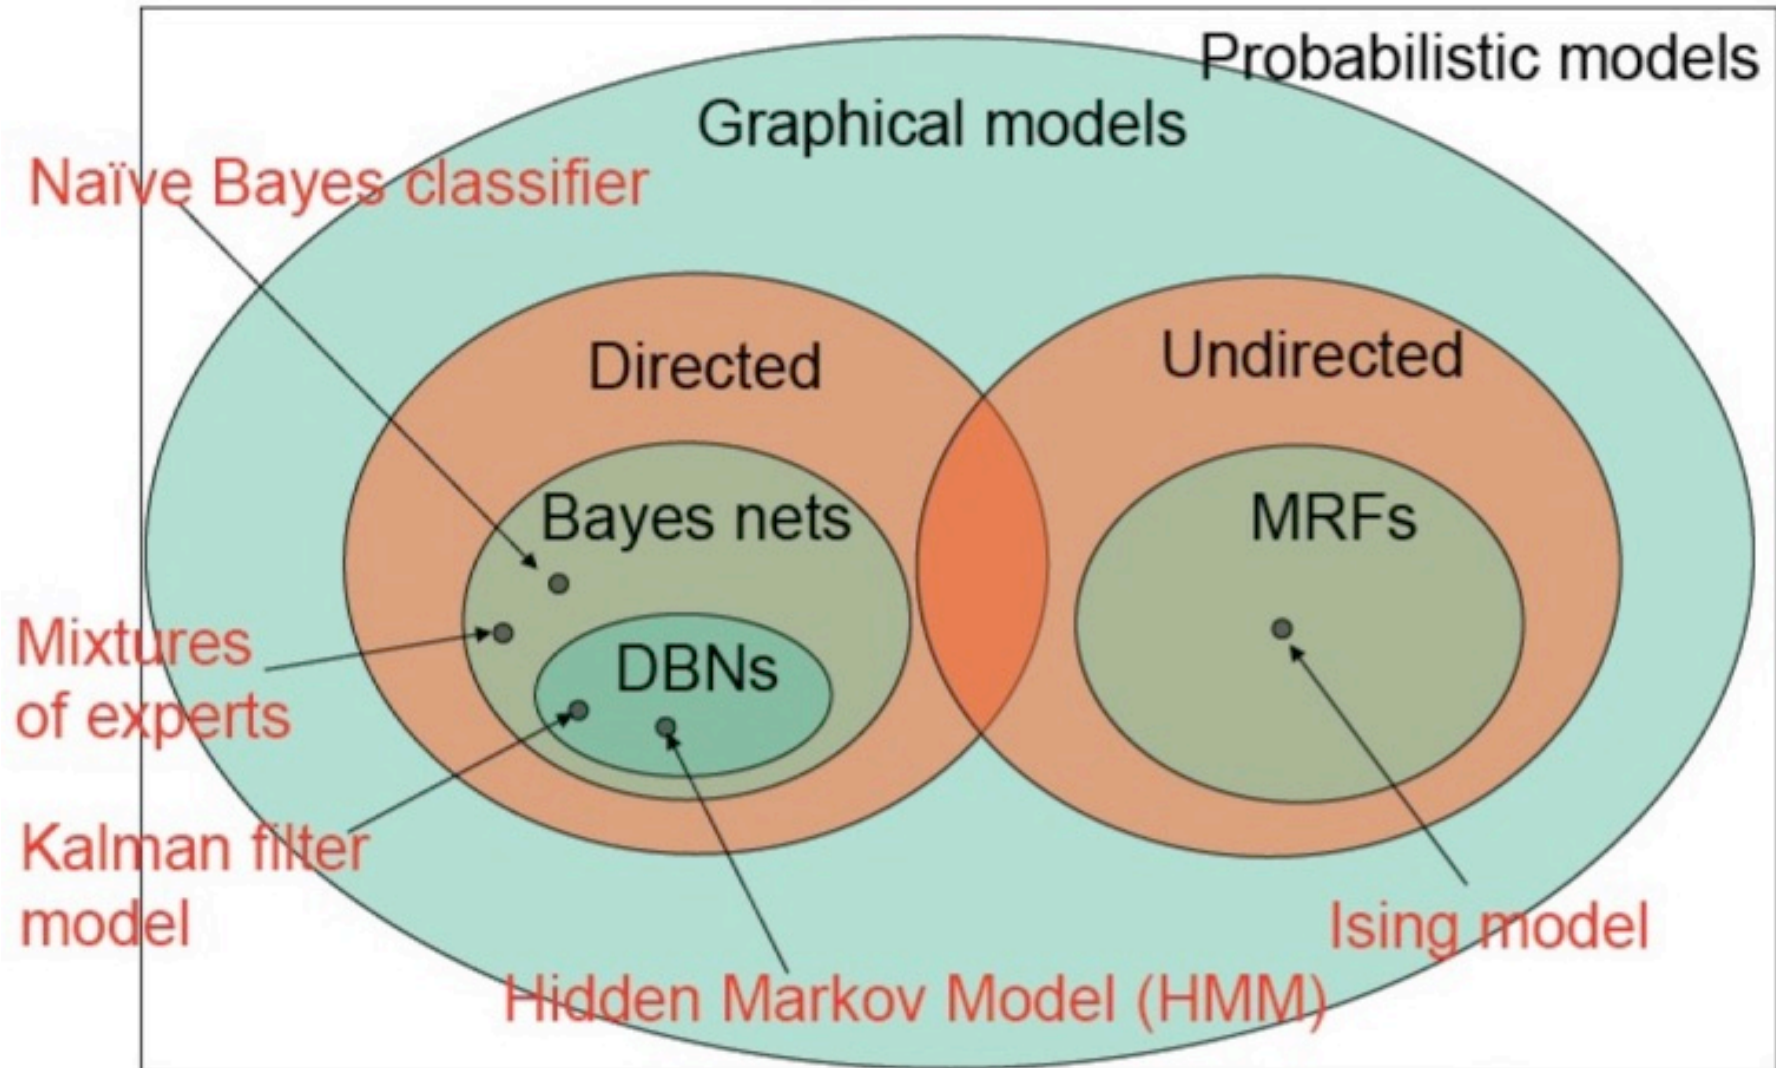 Probabilistic models
Graphical models
Naïve Bayes classifier
Directed
Undirected
Bayes nets
MRFs
Mixtures
of experts
DBNs
Kalman filter
model
Ising model
Hidden Markov Model (HMM)